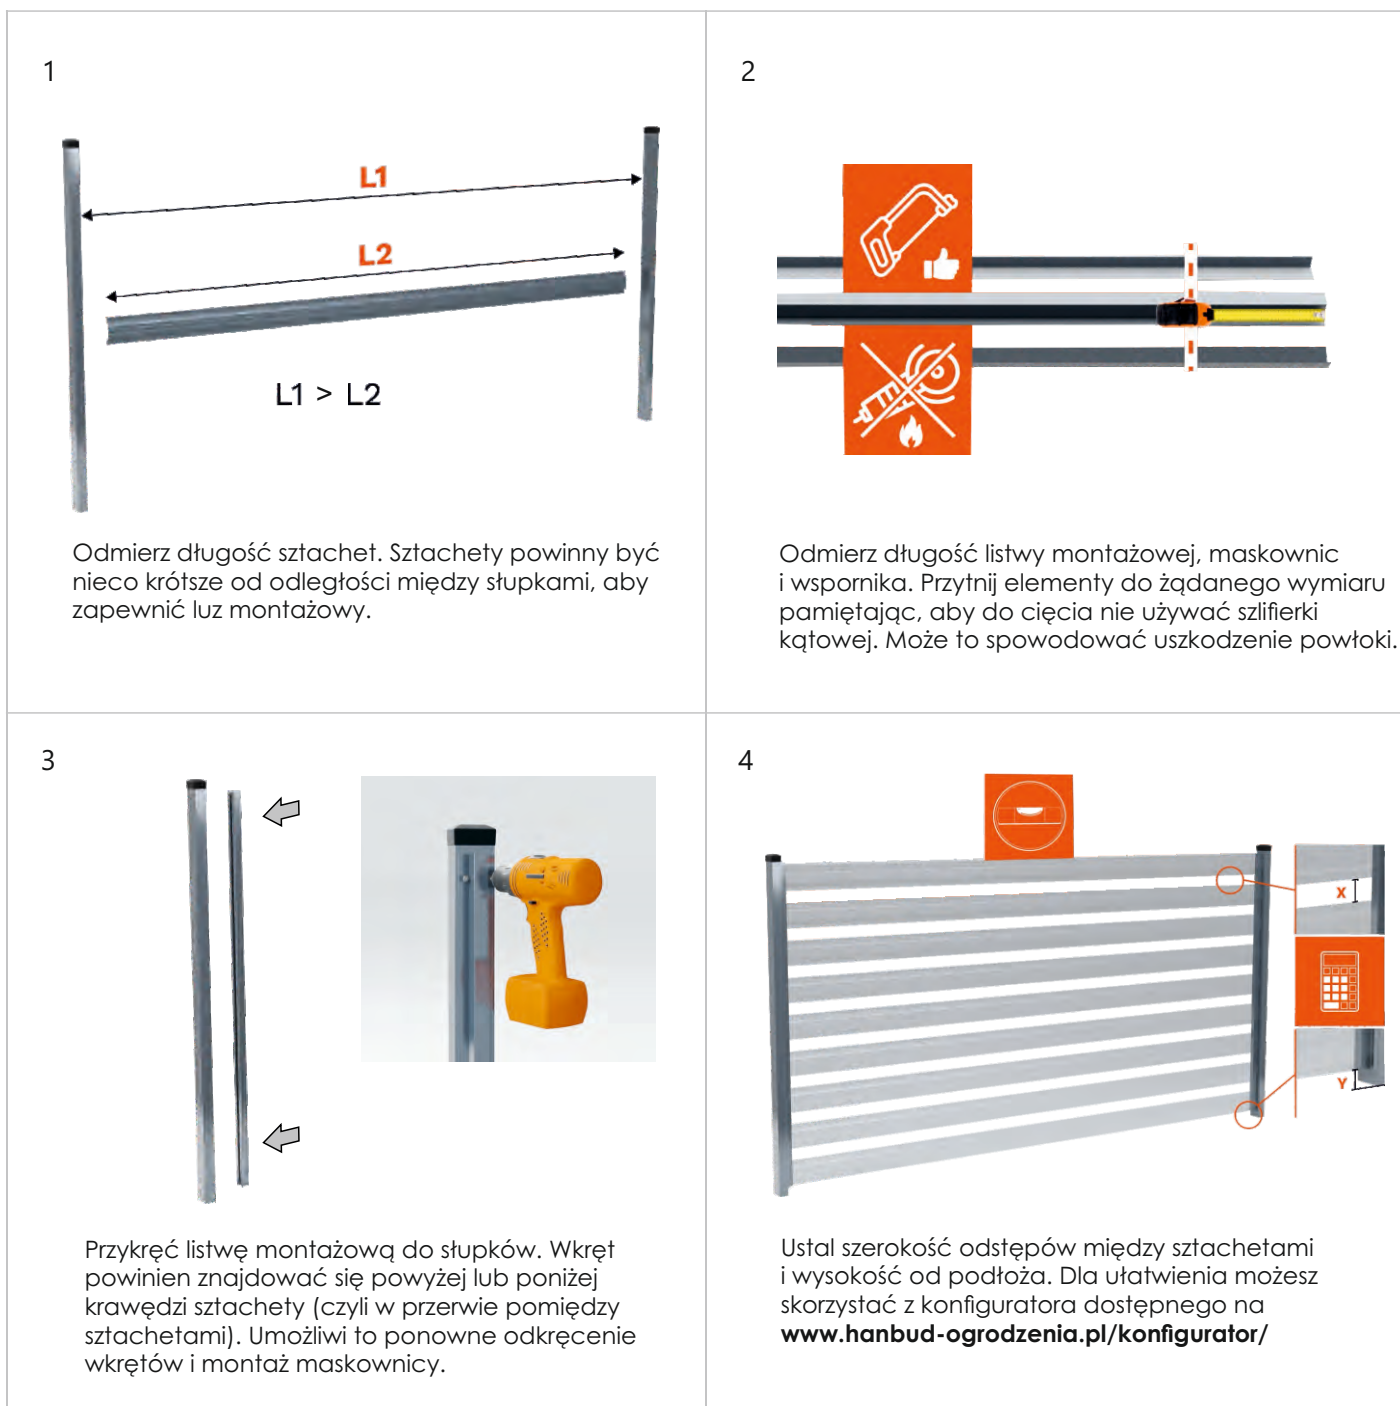 1
L1
L2
L1 > L2
Odmierz długość sztachet. Sztachety powinny być
nieco krótsze od odległości między słupkami, aby
zapewnić luz montażowy.
2
Odmierz długość listwy montażowej, maskownic
i wspornika. Przytnij elementy do żądanego wymiaru
pamiętając, aby do cięcia nie używać szlifierki
kątowej. Może to spowodować uszkodzenie powłoki.
3
Przykręć listwę montażową do słupków. Wkręt
powinien znajdować się powyżej lub poniżej
krawędzi sztachety (czyli w przerwie pomiędzy
sztachetami). Umożliwi to ponowne odkręcenie
wkrętów i montaż maskownicy.
4
X
Y
Ustal szerokość odstępów między sztachetami
i wysokość od podłoża. Dla ułatwienia możesz
skorzystać z konfiguratora dostępnego na
www.hanbud-ogrodzenia.pl/konfigurator/